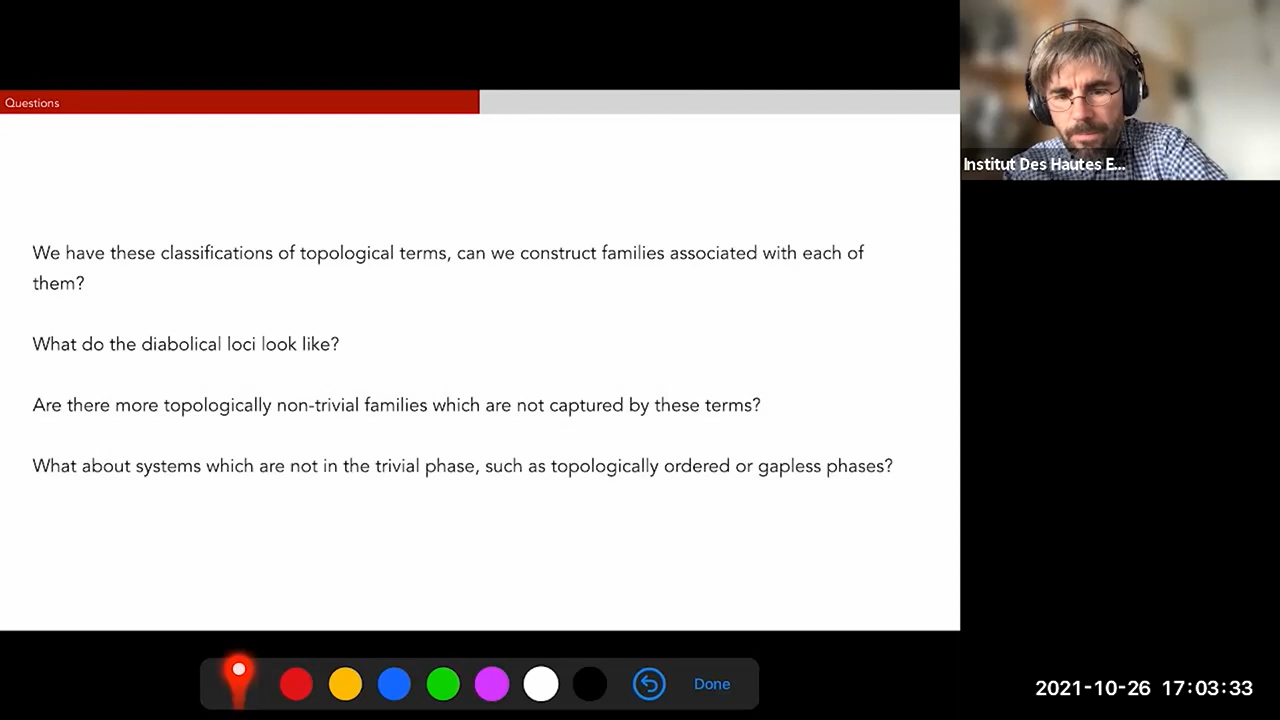 Questions
Institut Des Hautes E...
We have these classifications of topological terms, can we construct families associated with each of
them?
What do the diabolical loci look like?
Are there more topologically non-trivial families which are not captured by these terms?
What about systems which are not in the trivial phase, such as topologically ordered or gapless phases?
Done
2021-10-26 17:03:33